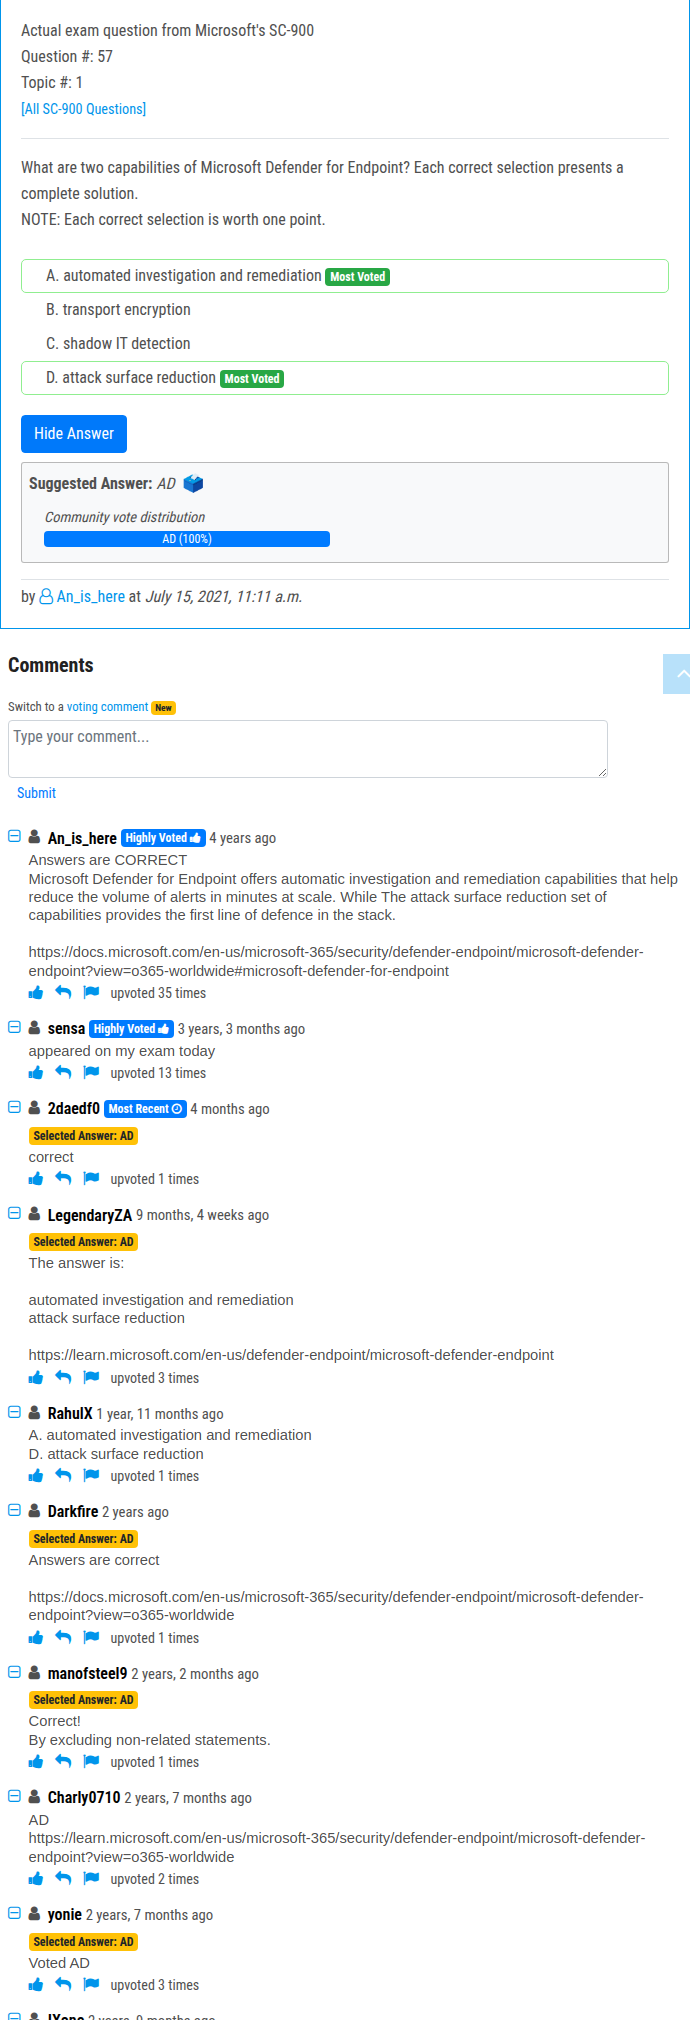 Actual exam question from Microsoft's SC-900
Question #: 57
Topic #: 1
[All SC-900 Questions]
What are two capabilities of Microsoft Defender for Endpoint? Each correct selection presents a
complete solution.
NOTE: Each correct selection is worth one point.
A. automated investigation and remediation Most Voted
B. transport encryption
C. shadow IT detection
D. attack surface reduction Most Voted
Hide Answer
Suggested Answer: AD
Community vote distribution
AD (100%)
by An_is_here at July 15, 2021, 11:11 a.m.
Comments
Switch to a voting comment New
Type your comment...
Submit
An_is_here Highly Voted 4 years ago
Answers are CORRECT
Microsoft Defender for Endpoint offers automatic investigation and remediation capabilities that help
reduce the volume of alerts in minutes at scale. While The attack surface reduction set of
capabilities provides the first line of defence in the stack.
https://docs.microsoft.com/en-us/microsoft-365/security/defender-endpoint/microsoft-defender-
endpoint?view=o365-worldwide#microsoft-defender-for-endpoint
upvoted 35 times
sensa Highly Voted 3 years, 3 months ago
appeared on my exam today
upvoted 13 times
2daedf0 Most Recent 4 months ago
Selected Answer: AD
correct
upvoted 1 times
LegendaryZA 9 months, 4 weeks ago
Selected Answer: AD
The answer is:
automated investigation and remediation
attack surface reduction
https://learn.microsoft.com/en-us/defender-endpoint/microsoft-defender-endpoint
upvoted 3 times
RahulX 1 year, 11 months ago
A. automated investigation and remediation
D. attack surface reduction
upvoted 1 times
Darkfire 2 years ago
Selected Answer: AD
Answers are correct
https://docs.microsoft.com/en-us/microsoft-365/security/defender-endpoint/microsoft-defender-
endpoint?view=o365-worldwide
upvoted 1 times
manofsteel9 2 years, 2 months ago
Selected Answer: AD
Correct!
By excluding non-related statements.
upvoted 1 times
Charly0710 2 years, 7 months ago
AD
https://learn.microsoft.com/en-us/microsoft-365/security/defender-endpoint/microsoft-defender-
endpoint?view=o365-worldwide
upvoted 2 times
yonie 2 years, 7 months ago
Selected Answer: AD
Voted AD
upvoted 3 times